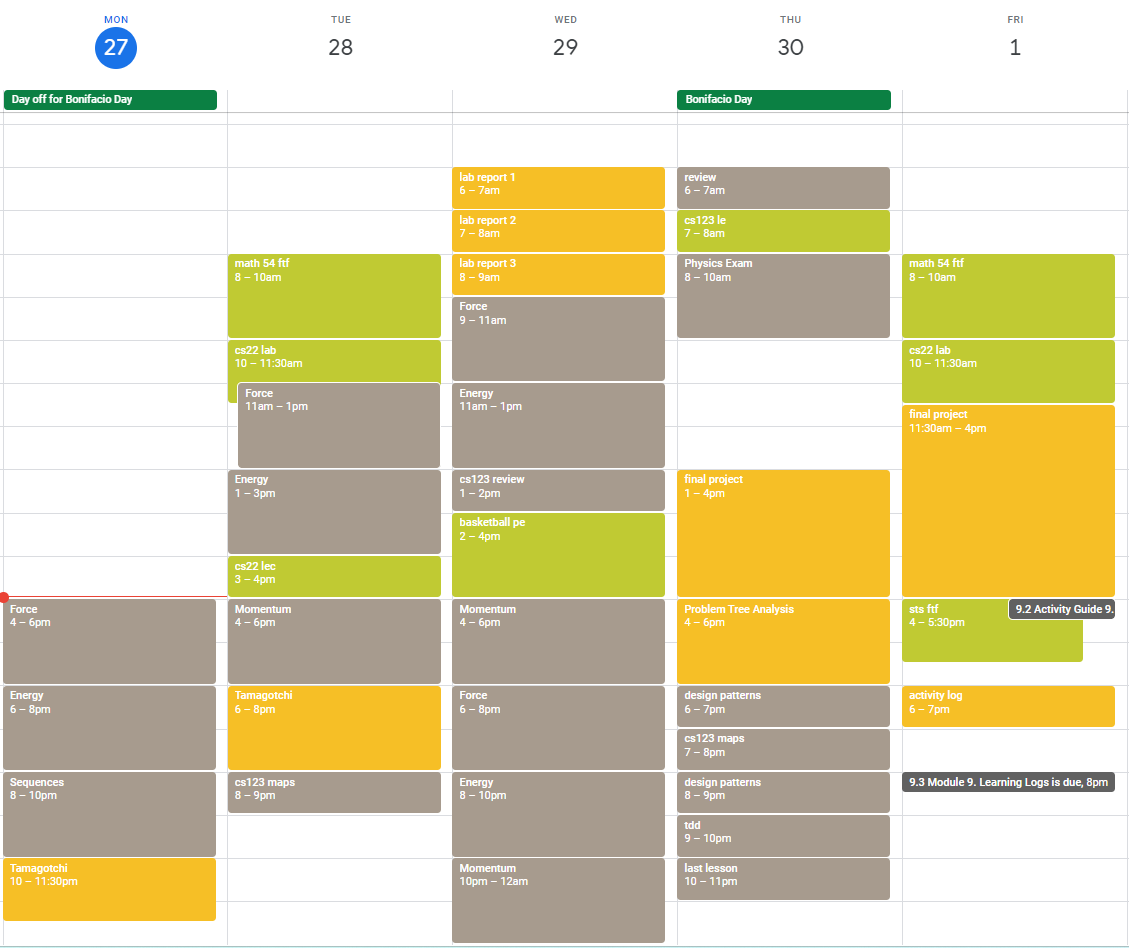 MON
27
TUE
28
WED
29
THU
30
FRI
1
Day off for Bonifacio Day
Bonifacio Day
Force
4 – 6pm
Energy
6 – 8pm
Sequences
8 – 10pm
Tamagotchi
10 – 11:30pm
math 54 ftf
8 – 10am
cs22 lab
10 – 11:30am
Force
11am – 1pm
Energy
1 – 3pm
cs22 lec
3 – 4pm
Momentum
4 – 6pm
Tamagotchi
6 – 8pm
cs123 maps
8 – 9pm
lab report 1
6 – 7am
lab report 2
7 – 8am
lab report 3
8 – 9am
Force
9 – 11am
Energy
11am – 1pm
cs123 review
1 – 2pm
basketball pe
2 – 4pm
Momentum
4 – 6pm
Force
6 – 8pm
Energy
8 – 10pm
Momentum
10pm – 12am
review
6 – 7am
cs123 le
7 – 8am
Physics Exam
8 – 10am
final project
1 – 4pm
Problem Tree Analysis
4 – 6pm
design patterns
6 – 7pm
cs123 maps
7 – 8pm
design patterns
8 – 9pm
tdd
9 – 10pm
last lesson
10 – 11pm
math 54 ftf
8 – 10am
cs22 lab
10 – 11:30am
final project
11:30am – 4pm
sts ftf
4 – 5:30pm
9.2 Activity Guide 9.
activity log
6 – 7pm
9.3 Module 9. Learning Logs is due, 8pm